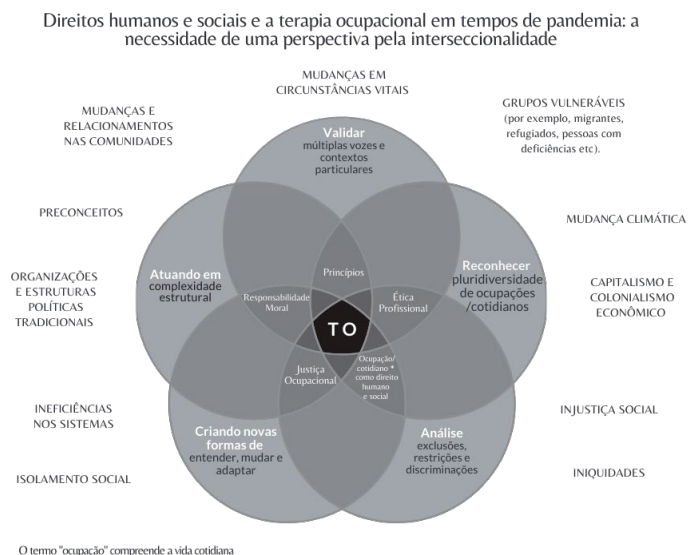 Direitos humanos e sociais e a terapia ocupacional em tempos de pandemia: a
necessidade de uma perspectiva pela interseccionalidade
MUDANÇAS EM
CIRCUNSTÂNCIAS VITAIS
MUDANÇAS E
RELACIONAMENTOS
NAS COMUNIDADES
GRUPOS VULNERÁVEIS
(por exemplo, migrantes,
refugiados, pessoas com
deficiências etc).
Validar
múltiplas vozes e
contextos
particulares
PRECONCEITOS
MUDANÇA CLIMÁTICA
ORGANIZAÇÕES
E ESTRUTURAS
POLÍTICAS
TRADICIONAIS
Atuando em
complexidade
estrutural
Princípios
Reconhecer
pluridiversidade
de ocupações
/cotidianos
CAPITALISMO E
COLONIALISMO
ECONÔMICO
Responsabilidade
Moral
Ética
Profissional
TO
Justiça
Ocupacional
Ocupação/
cotidiano *
como direito
humano
e social
INEFICIÊNCIAS
NOS SISTEMAS
Criando novas
formas de
entender, mudar e
adaptar
Análise
exclusões,
restrições e
discriminações
INJUSTIÇA SOCIAL
ISOLAMENTO SOCIAL
INIQUIDADES
O termo "ocupação" compreende a vida cotidiana